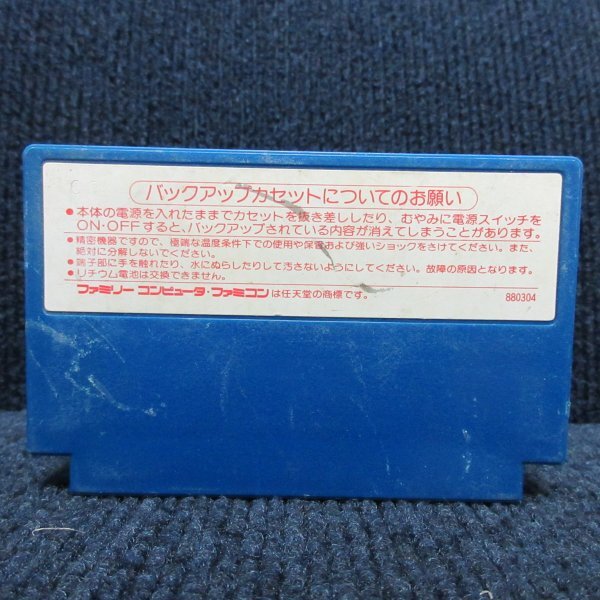 バックアップカセットについてのお願い
●本体の電源を入れたままでカセットを抜き差ししたり、むやみに電源スイッチを
ON・OFFすると、バックアップされている内容が消えてしまうことがあります。
●精密機器ですので、極端な温度条件下での使用や保管および強いショックをさけてください。また、
絶対に分解しないでください。
●端子部に手を触れたり、水にぬらしたりして汚さないようにしてください。故障の原因となります。
●リチウム電池は交換できません。
ファミリーコンピュータ・ファミコンは任天堂の商標です。
880304